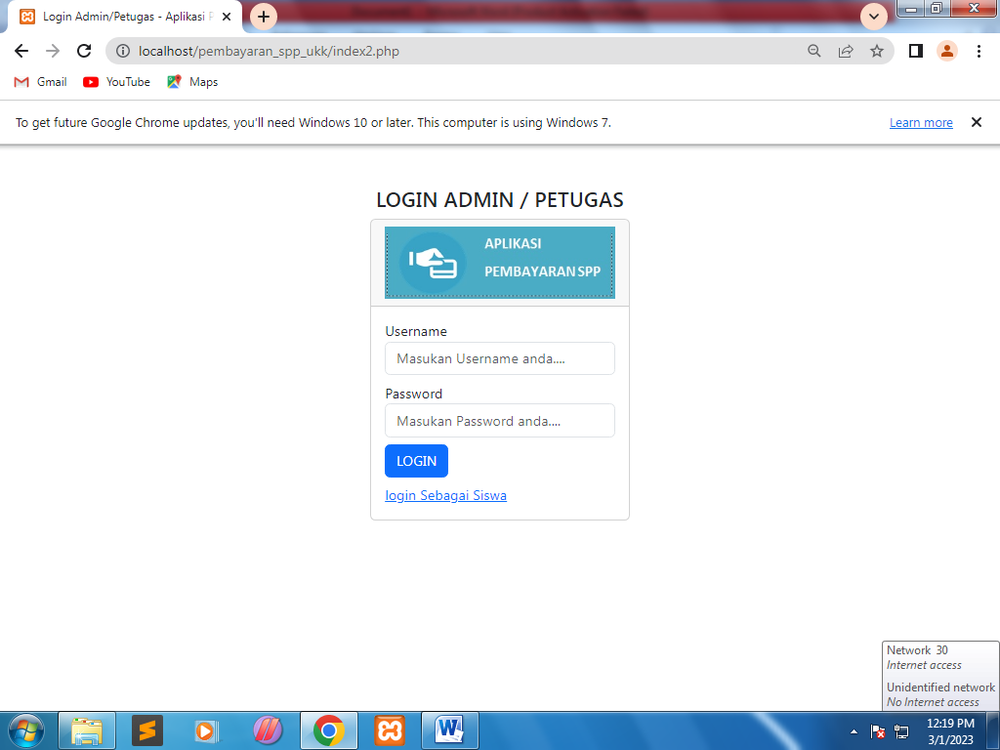 Login Admin/Petugas - Aplikasi P
localhost/pembayaran_spp_ukk/index2.php
Gmail YouTube Maps
To get future Google Chrome updates, you'll need Windows 10 or later. This computer is using Windows 7. Learn more
LOGIN ADMIN / PETUGAS
APLIKASI
PEMBAYARAN SPP
Username
Masukan Username anda....
Password
Masukan Password anda....
LOGIN
login Sebagai Siswa
Network 30
Internet access
Unidentified network
No Internet access
12:19 PM
3/1/2023